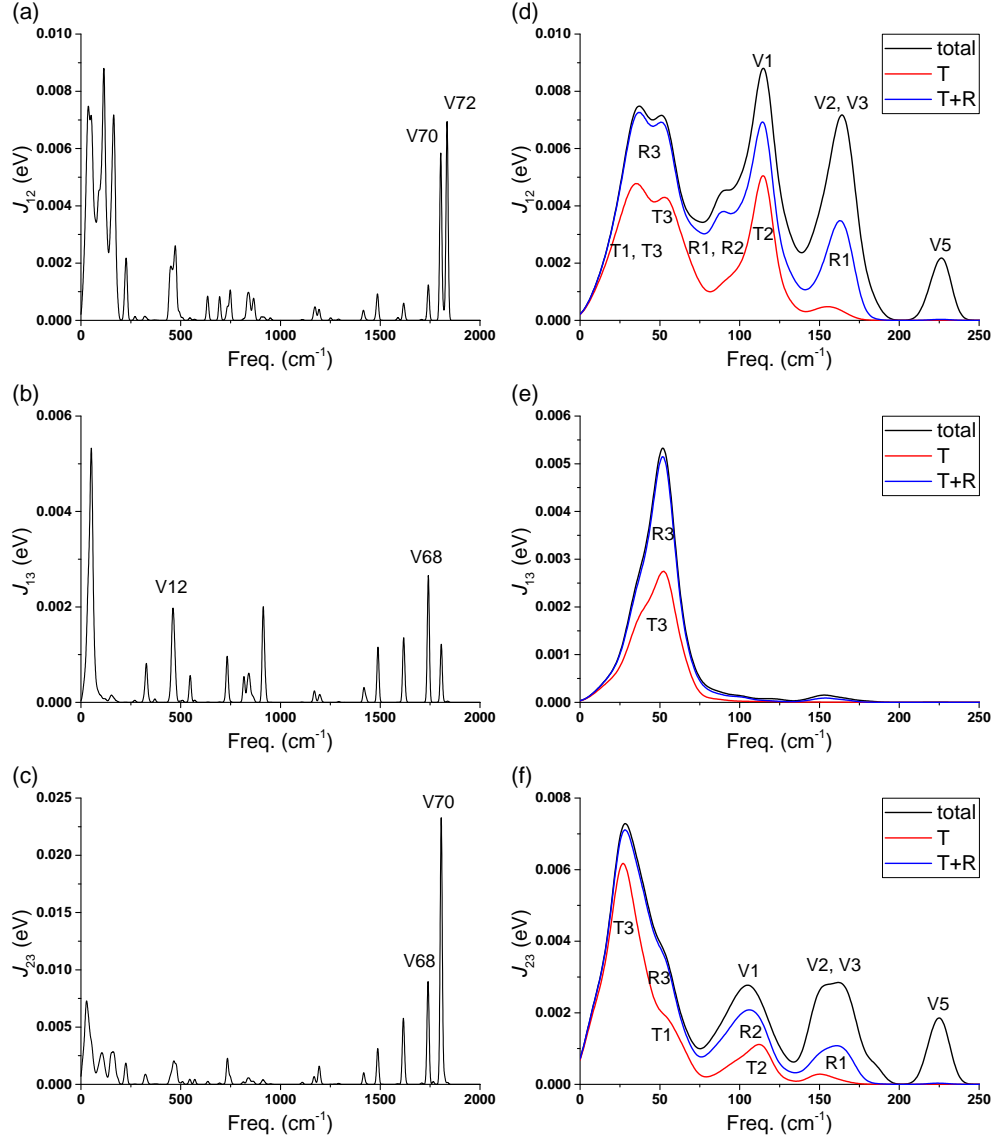 (a)
0.010
0.008
0.006
0.004
0.002
0.000
J12 (eV)
V70
V72
0
500
1000
1500
2000
Freq. (cm-1)
(d)
0.010
0.008
0.006
0.004
0.002
0.000
J12 (eV)
total
T
T+R
V1
V2, V3
R3
T3
T1, T3
R1, R2
T2
R1
V5
0
50
100
150
200
250
Freq. (cm-1)
(b)
0.006
0.004
0.002
0.000
J13 (eV)
V12
V68
0
500
1000
1500
2000
Freq. (cm-1)
(e)
0.006
0.005
0.004
0.003
0.002
0.001
0.000
J13 (eV)
total
T
T+R
R3
T3
0
50
100
150
200
250
Freq. (cm-1)
(c)
0.025
0.020
0.015
0.010
0.005
0.000
J23 (eV)
V70
V68
0
500
1000
1500
2000
Freq. (cm-1)
(f)
0.008
0.006
0.004
0.002
0.000
J23 (eV)
total
T
T+R
T3
R3
T1
V1
R2
T2
V2, V3
R1
V5
0
50
100
150
200
250
Freq. (cm-1)